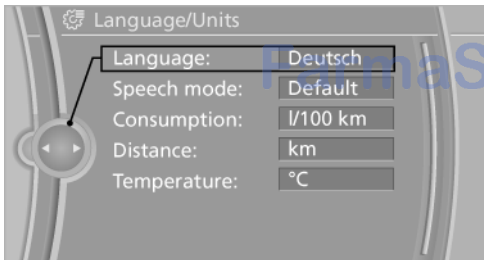 Language/Units
Language: Deutsch
Speech mode: Default
Consumption: l/100 km
Distance: km
Temperature: °C